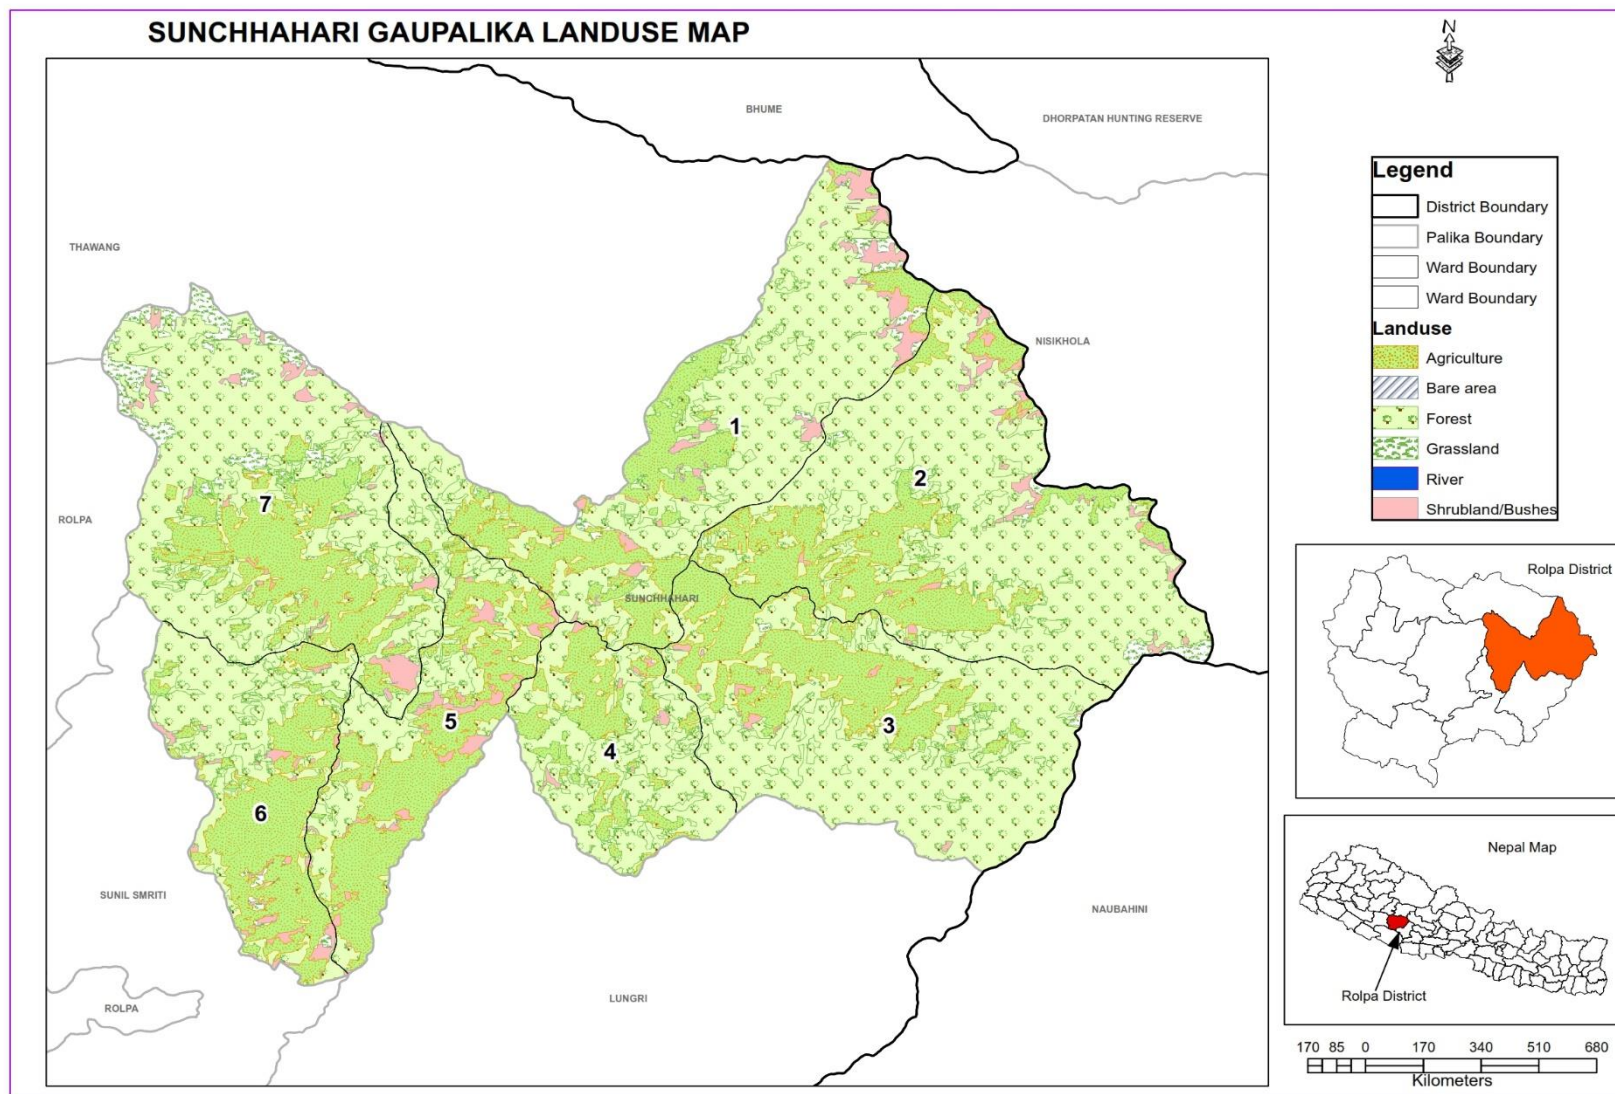 SUNCHHAHARI GAUPALIKA LANDUSE MAP
N
BHUME
DHORPATAN HUNTING RESERVE
THAWANG
NISIKHOLA
ROLPA
SUNCHHAHARI
1
2
3
4
5
6
7
SUNIL SMRITI
NAUBAHINI
LUNGRI
ROLPA
Legend
District Boundary
Palika Boundary
Ward Boundary
Ward Boundary
Landuse
Agriculture
Bare area
Forest
Grassland
River
Shrubland/Bushes
Rolpa District
Nepal Map
Rolpa District
170 85 0 170 340 510 680
Kilometers